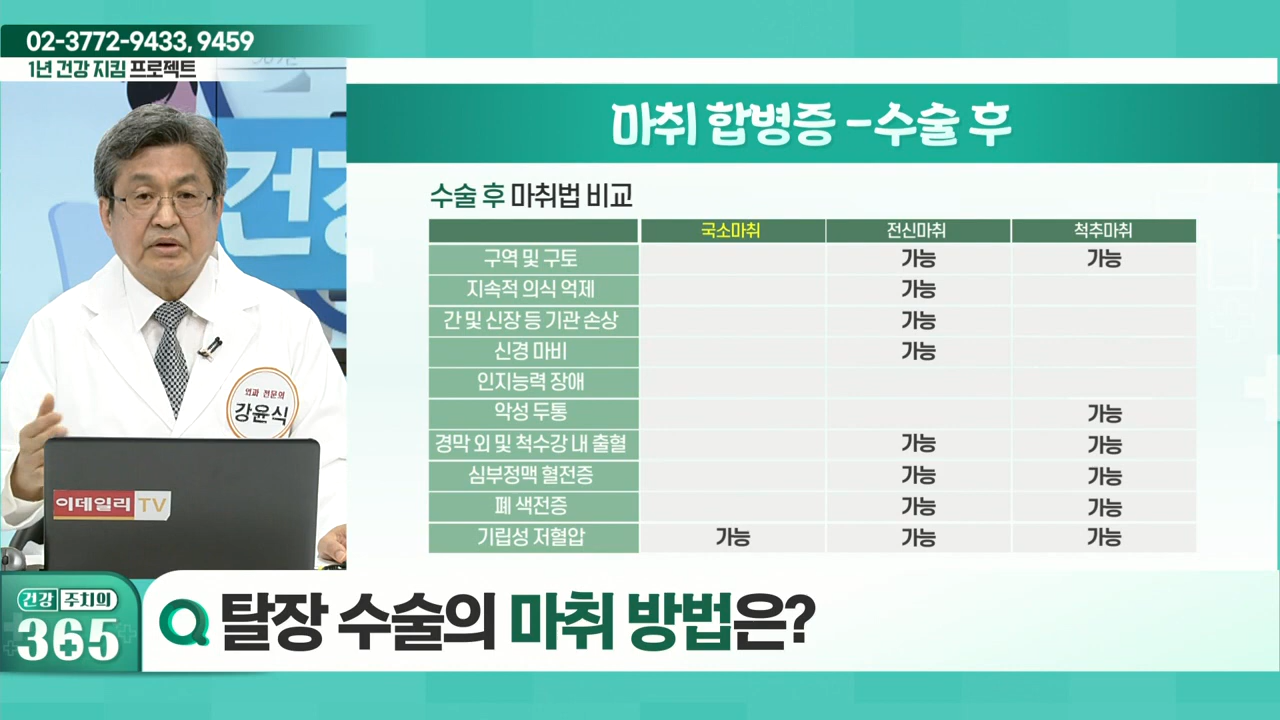 02-3772-9433, 9459
1년 건강 지킴 프로젝트
마취 합병증 - 수술 후
수술 후 마취법 비교
국소마취 전신마취 척추마취
구역 및 구토 가능 가능
지속적 의식 억제 가능
간 및 신장 등 기관 손상 가능
신경 마비 가능
인지능력 장애
악성 두통 가능
경막 외 및 척수강 내 출혈 가능 가능
심부정맥 혈전증 가능 가능
폐 색전증 가능 가능
기립성 저혈압 가능 가능 가능
건강
외과 전문의
강윤식
이데일리 TV
건강 주치의
365
Q 탈장 수술의 마취 방법은?